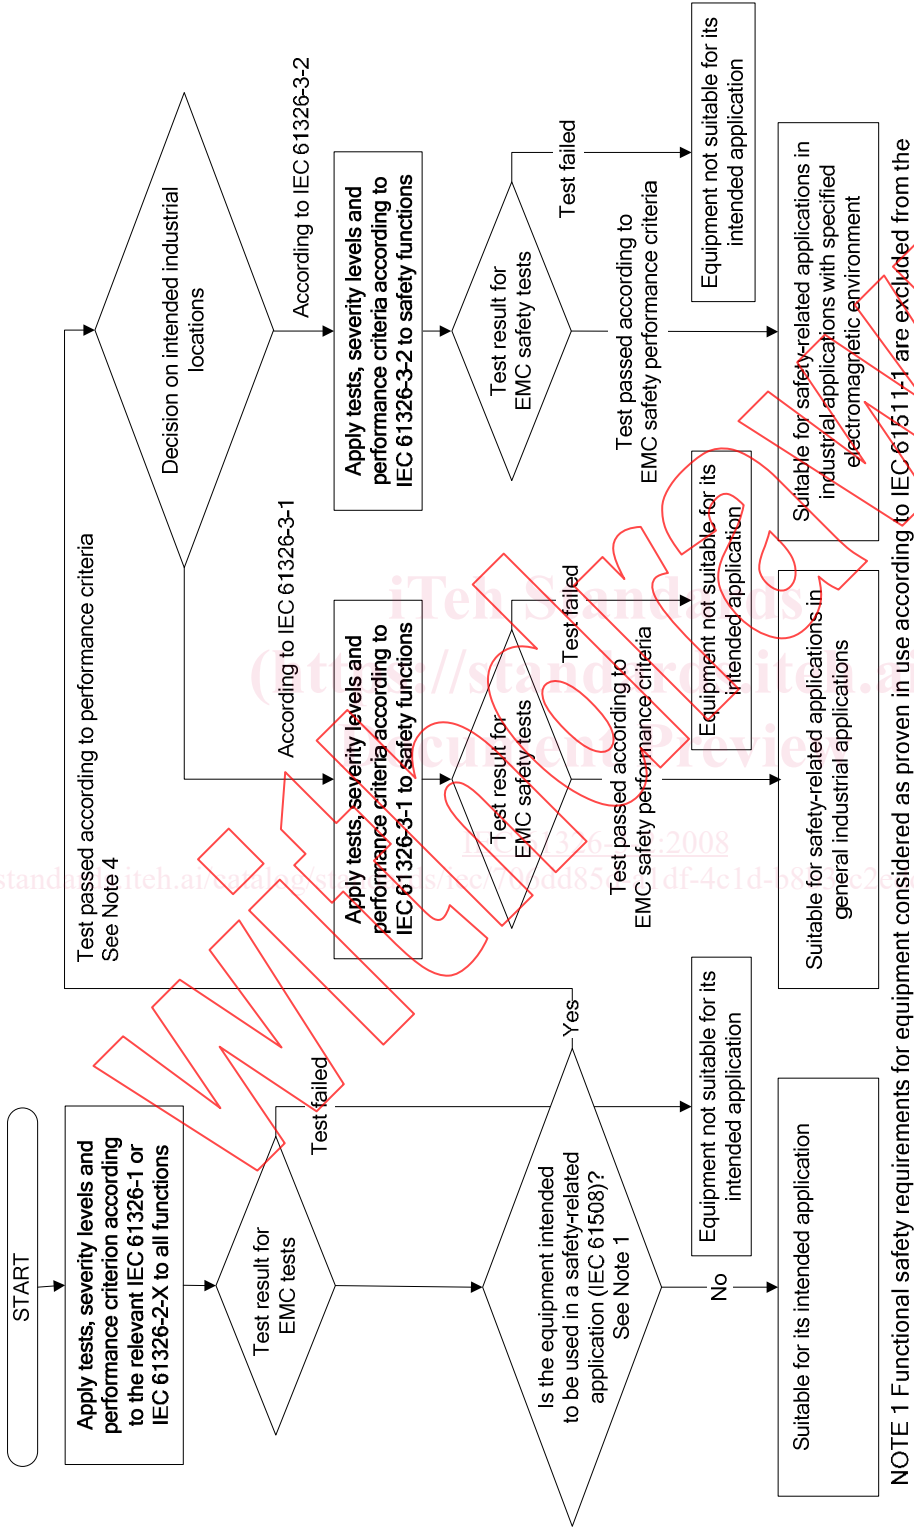 START
Apply tests, severity levels and
performance criterion according
to the relevant IEC 61326-1 or
IEC 61326-2-X to all functions
Test result for
EMC tests
Test failed
Is the equipment intended
to be used in a safety-related
application (IEC 61508)?
See Note 1
Yes
No
Equipment not suitable for its
intended application
Suitable for its intended application
Test passed according to performance criteria
See Note 4
Decision on intended industrial
locations
According to IEC 61326-3-1
Apply tests, severity levels and
performance criteria according to
IEC 61326-3-1 to safety functions
Test result for
EMC safety tests
Test failed
Test passed according to
EMC safety performance criteria
Equipment not suitable for its
intended application
Suitable for safety-related applications in
general industrial applications
According to IEC 61326-3-2
Apply tests, severity levels and
performance criteria according to
IEC 61326-3-2 to safety functions
Test result for
EMC safety tests
Test failed
Test passed according to
EMC safety performance criteria
Equipment not suitable for its
intended application
Suitable for safety-related applications in
industrial applications with specified
electromagnetic environment
NOTE 1 Functional safety requirements for equipment considered as proven in use according to IEC 61511-1 are excluded from the
iTeh Standards
(https://standards.iteh.ai
Document Preview
Withdrawn